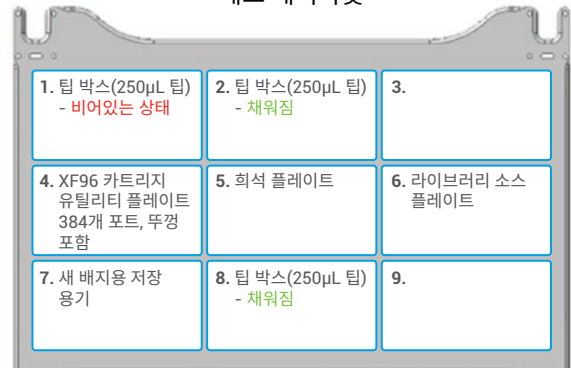 1. 팁 박스(250µL 팁)
- 비어있는 상태
2. 팁 박스(250µL 팁)
- 채워짐
3.
4. XF96 카트리지
유틸리티 플레이트
384개 포트, 뚜껑
포함
5. 희석 플레이트
6. 라이브러리 소스
플레이트
7. 새 배지용 저장
용기
8. 팁 박스(250µL 팁)
- 채워짐
9.